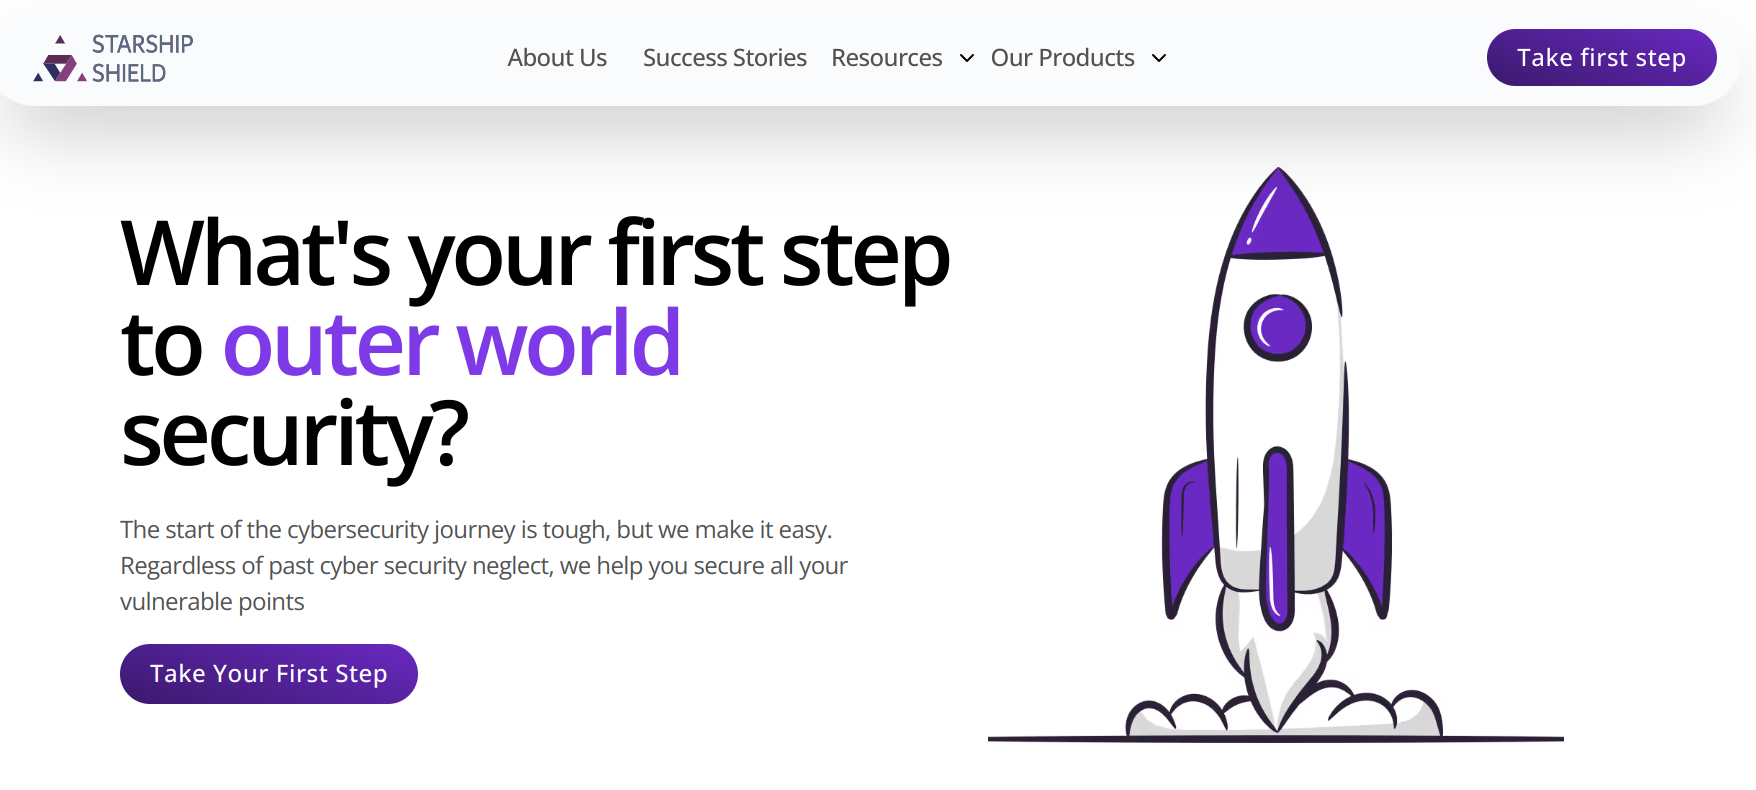 STARSHIP
SHIELD
About Us
Success Stories
Resources
Our Products
Take first step
What's your first step
to outer world
security?
The start of the cybersecurity journey is tough, but we make it easy.
Regardless of past cyber security neglect, we help you secure all your
vulnerable points
Take Your First Step